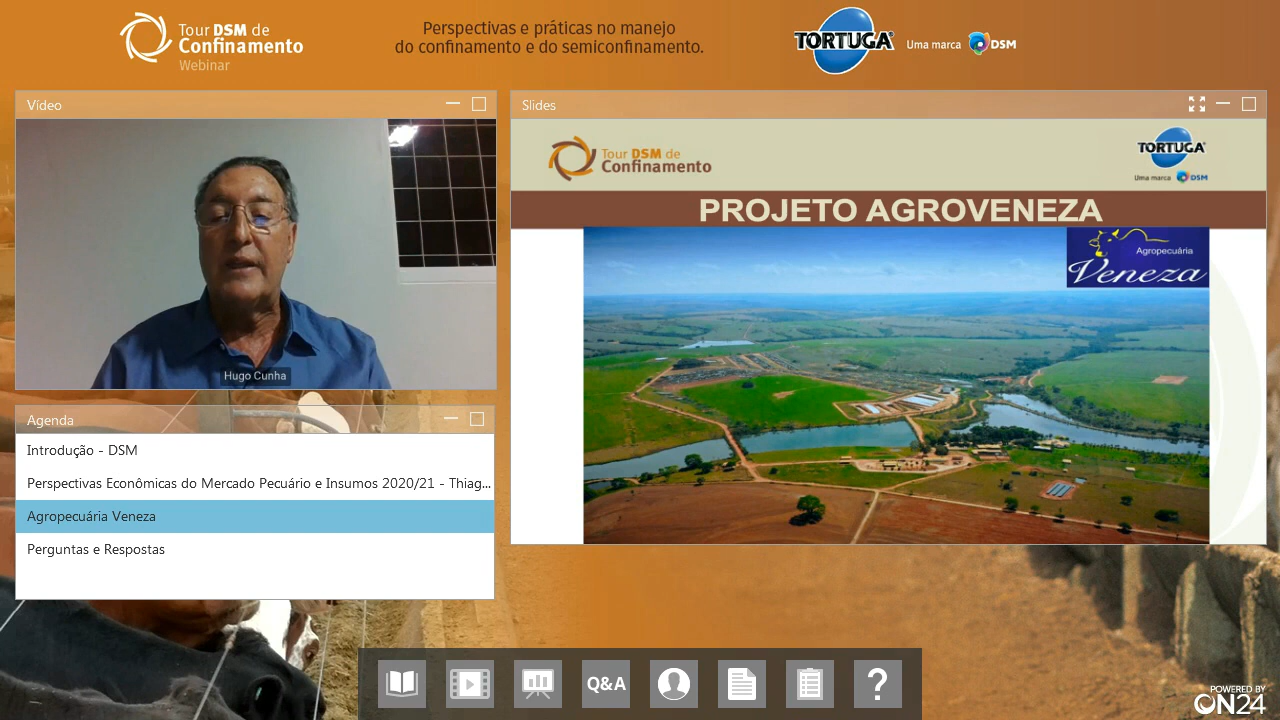 Tour DSM de
Confinamento
Webinar
Perspectivas e práticas no manejo
do confinamento e do semiconfinamento.
TORTUGA
Uma marca DSM
Vídeo
Hugo Cunha
Slides
Tour DSM de
Confinamento
TORTUGA
Uma marca DSM
PROJETO AGROVENEZA
Agropecuária
Veneza
Agenda
Introdução - DSM
Perspectivas Econômicas do Mercado Pecuário e Insumos 2020/21 - Thiag...
Agropecuária Veneza
Perguntas e Respostas
Q&A
?
POWERED BY
ON24